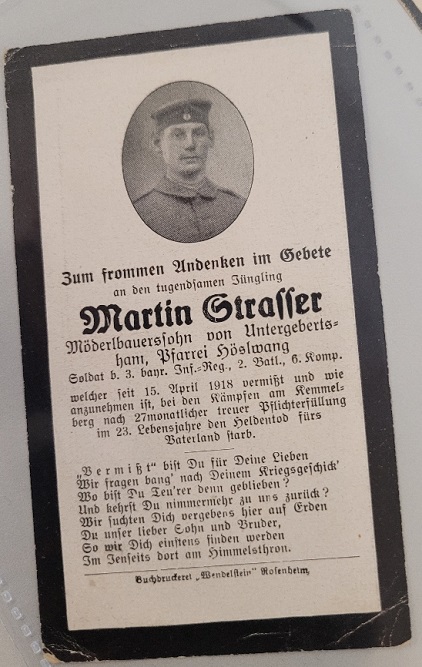 Zum frommen Andenken im Gebete
an den tugendsamen Jüngling
Martin Strasser
Möderlbauerssohn von Untergeberts-
ham, Pfarrei Höslwang
Soldat b. 3. bayr. Inf.-Reg., 2. Batl., 6. Komp.
welcher seit 15. April 1918 vermißt und wie
anzunehmen ist, bei den Kämpfen am Kemmel-
berg nach 27monatlicher treuer Pflichterfüllung
im 23. Lebensjahre den Heldentod fürs
Vaterland starb.
„Vermißt" bist Du für Deine Lieben
Wir fragen bang' nach Deinem Kriegsgeschick'
Wo bist Du Teu'rer denn geblieben?
Und kehrst Du nimmermehr zu uns zurück?
Wir suchten Dich vergebens hier auf Erden
Du unser lieber Sohn und Bruder,
So wir Dich einstens finden werden
Im Jenseits dort am Himmelsthron.
Buchdruckerei „Wendelstein" Rosenheim,